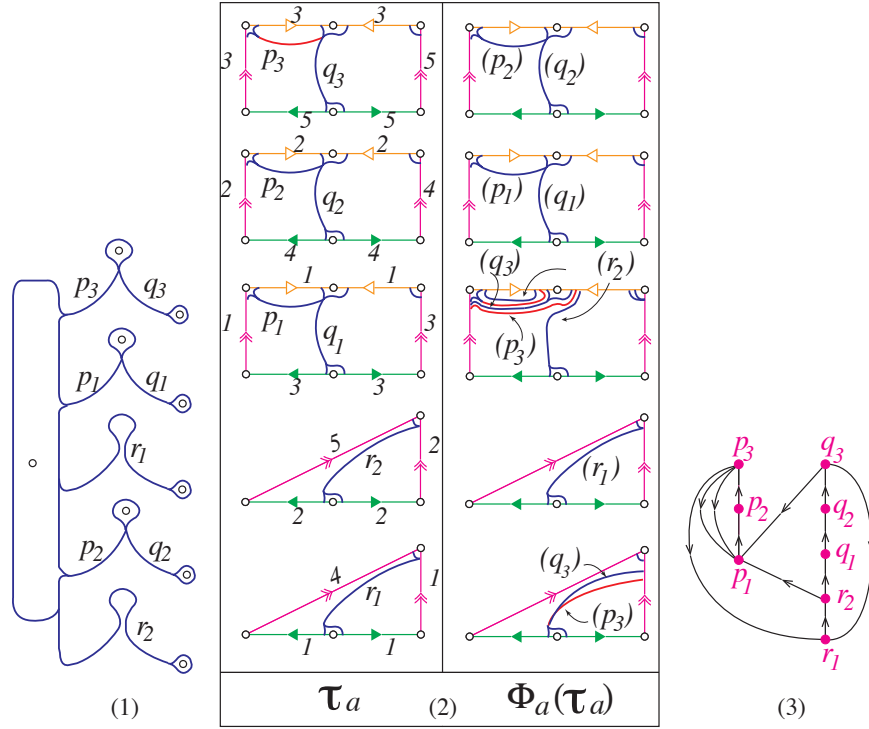 p3 q3
p1 q1
r1
p2 q2
r2
(1)
3 3
3 p3 q3 5
5 5
2 2
2 p2 q2 4
4 4
1 1
1 p1 q1 3
3 3
5 r2 2
2 2
4 r1 1
1 1
τa
(p2) (q2)
(p1) (q1)
(q3) (r2)
(p3)
(r1)
(q3)
(p3)
(2)
Φa(τa)
p3 q3
p2 q2
q1
p1
r2
r1
(3)